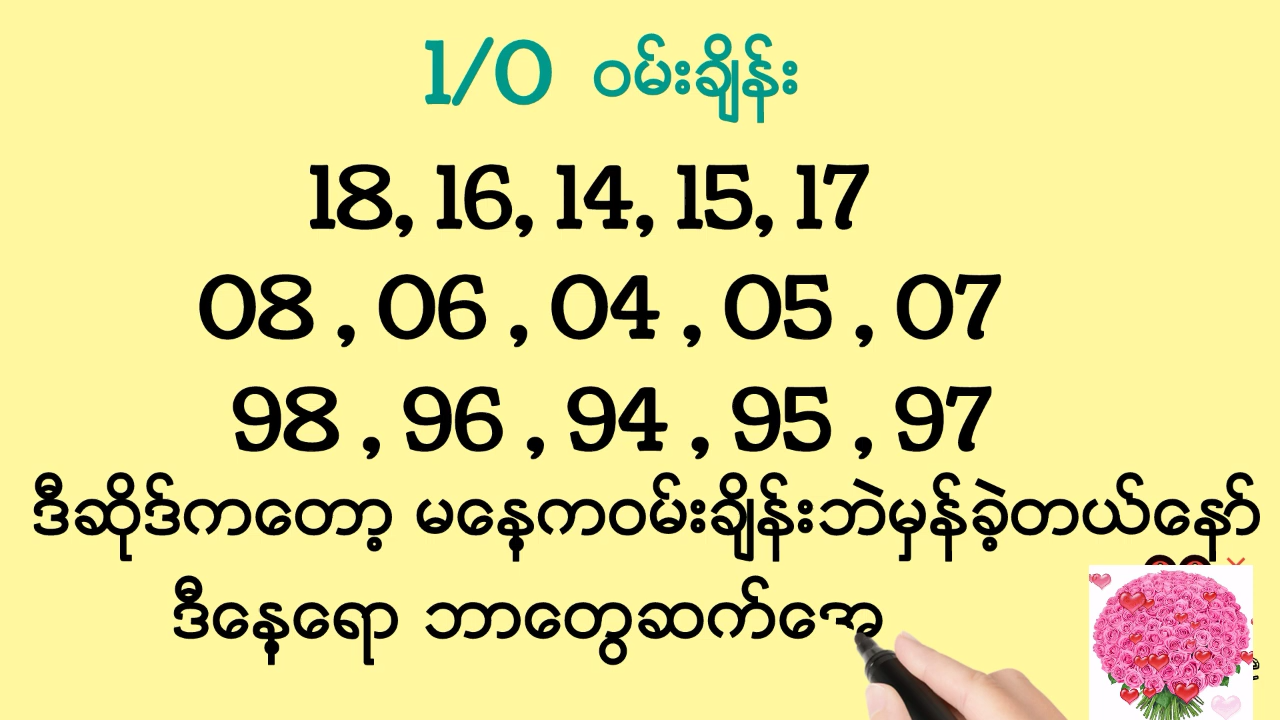 1/0 ဝမ်းချိန်း
18, 16, 14, 15, 17
08 , 06 , 04 , 05 , 07
98 , 96 , 94 , 95 , 97
ဒီဆိုဒ်ကတော့ မနေ့ကဝမ်းချိန်းဘဲမှန်ခဲ့တယ်နော်
ဒီနေ့ရော ဘာတွေဆက်